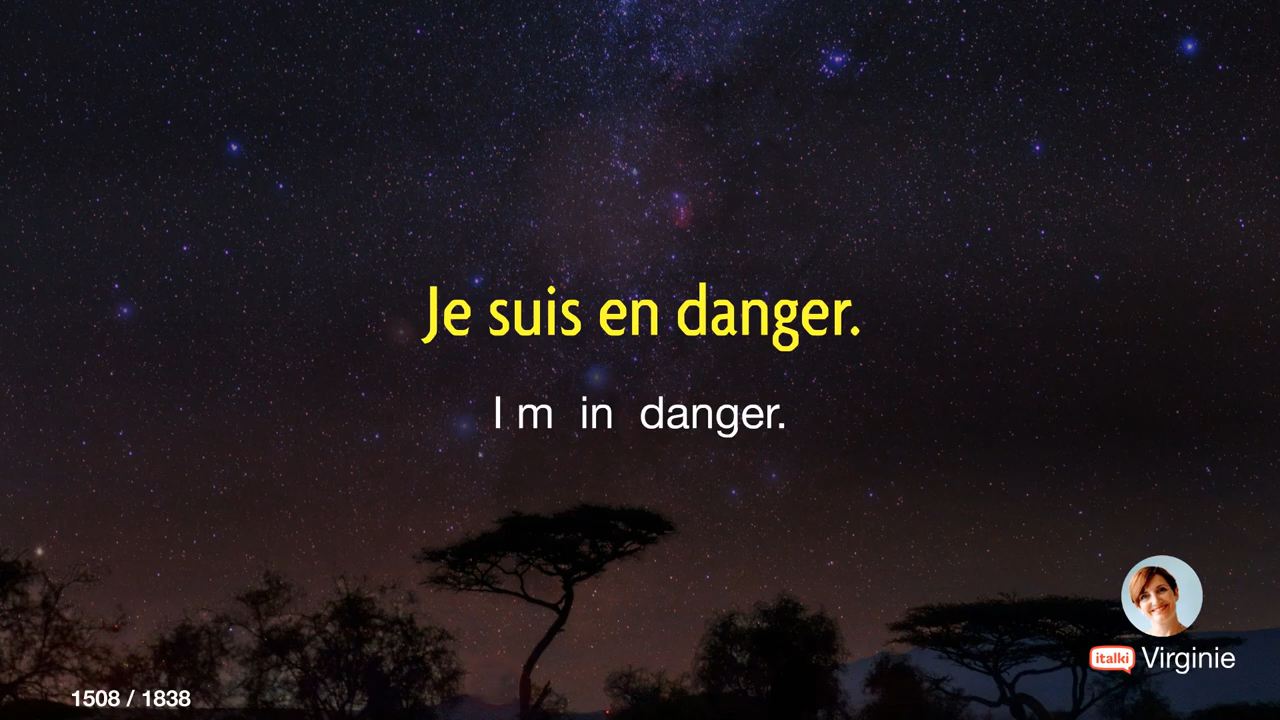 Je suis en danger.
I m in danger.
italki Virginie
1508 / 1838